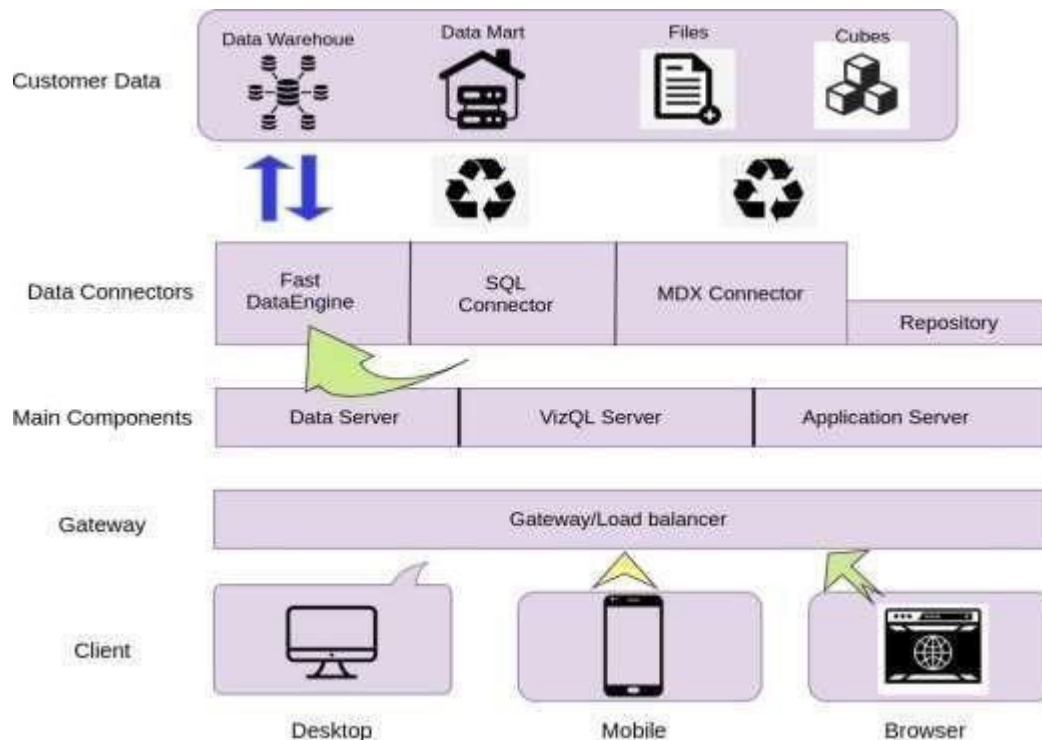 Data Warehoue
Data Mart
Files
Cubes
Customer Data
Fast
DataEngine
SQL
Connector
MDX Connector
Data Connectors
Repository
Main Components
Data Server
VizQL Server
Application Server
Gateway
Gateway/Load balancer
Client
Desktop
Mobile
Browser